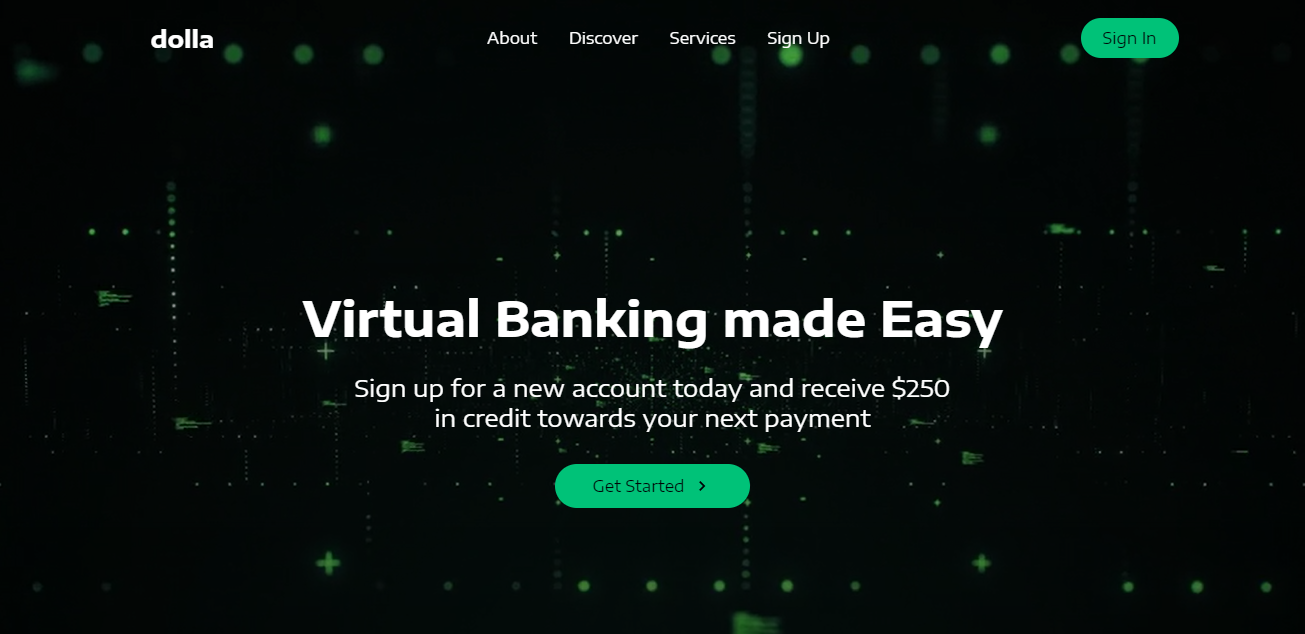 dolla
About
Discover
Services
Sign Up
Sign In
Virtual Banking made Easy
Sign up for a new account today and receive $250
in credit towards your next payment
Get Started